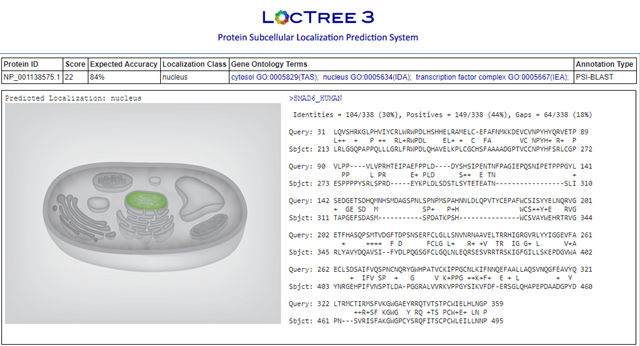 LOCTREE 3
Protein Subcellular Localization Prediction System
Protein ID Score Expected Accuracy Localization Class Gene Ontology Terms Annotation Type
NP_001138575.1 22 84% nucleus cytosol GO:0005829(TAS); nucleus GO:0005634(IDA); transcription factor complex GO:0005667(IEA); PSI-BLAST
Predicted Localization: nucleus
>SMAD6_HUMAN
Identities = 104/338 (30%), Positives = 149/338 (44%), Gaps = 64/338 (18%)
Query: 31 LQVSHRKGLPHVIYCRLWRWPDLHSHHELRAMELC-EFAFNMKKDEVCVNPYHYQRVETP 89
L++ + P ++ RL+RWPDL EL+ + C FA VC NPYH+ R+ P
Sbjct: 213 LRLGGQPAPPQLLLGRLFRWPDLQHAVELKPLCGCHSFAAAADGPTVCCNPYHFSRLCGP 272
Query: 90 VLPP----VLVPRHTEIPAEFPPLD----DYSHSIPENTNFPAGIEPQSNIPETPPPGYL 141
PP L PR E+ PLD S++ E TN
Sbjct: 273 ESPPPPYSRLSPRD----EYKPLDLSDSTLSYTETEATN---------------SLI 310
Query: 142 SEDGETSDHQMNHSMDAGSPNLSPNPMSPAHNNLDLQPVTYCEPAFWCSISYYELNQRVG 201
+ GE SD M SP+ P+H WCS++Y+E RVG
Sbjct: 311 TAPGEFSDASM-----------SPDATKPSH-----------WCSVAYWEHRTRVG 344
Query: 202 ETFHASQPSMTVDGFTDPSNSERFCLGLLSNVNRNAAVELTRRHIGRGVRLYYIGGEVFA 261
+ ++++ F D FCLG L+ R+ +V TR IG G+ L V+A
Sbjct: 345 RLYAVYDQAVSI--FYDLPQGSGFCLGQLNLEQRSESVRRTRSKIGFGILLSKEPDGVWA 402
Query: 262 ECLSDSAIFVQSPNCNQRYGWHPATVCKIPPGCNLKIFNNQEFAALLAQSVNQGFEAVYQ 321
+ IFV SP + G V K+PPG ++K+F+ E + L + Y
Sbjct: 403 YNRGEHPIFVNSPTLDA-PGGRALVVRKVPPGYSIKVFDF-ERSGLQHAPEPDAADGPYD 460
Query: 322 LTRMCTIRMSFVKGWGAEYRRQTVTSTPCWIELHLNGP 359
++R+SF KGWG Y RQ +TS PCW+E+ LN P
Sbjct: 461 PN---SVRISFAKGWGPCYSRQFITSCPCWLEILLNNP 495